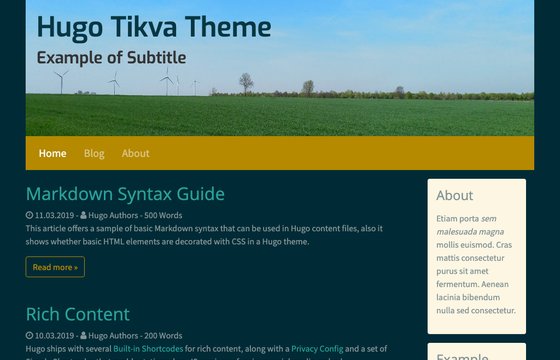 Hugo Tikva Theme
Example of Subtitle
Home Blog About
Markdown Syntax Guide
11.03.2019 - Hugo Authors - 500 Words
This article offers a sample of basic Markdown syntax that can be used in Hugo content files, also it
shows whether basic HTML elements are decorated with CSS in a Hugo theme.
Read more »
Rich Content
10.03.2019 - Hugo Authors - 200 Words
Hugo ships with several Built-in Shortcodes for rich content, along with a Privacy Config and a set of
About
Etiam porta sem
malesuada magna
mollis euismod. Cras
mattis consectetur
purus sit amet
fermentum. Aenean
lacinia bibendum
nulla sed consectetur.
Example